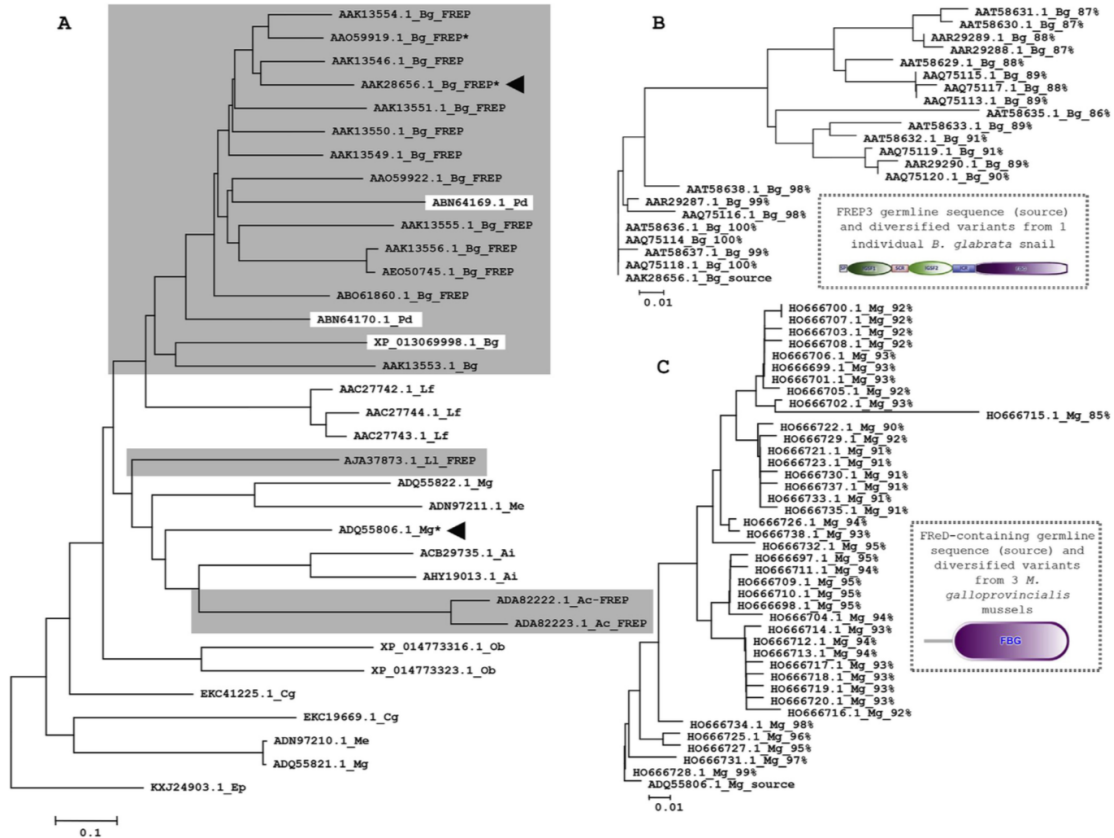 A
AAK13554.1_Bg_FREP
AAO59919.1_Bg_FREP*
AAK13546.1_Bg_FREP
AAK28656.1_Bg_FREP*
AAK13551.1_Bg_FREP
AAK13550.1_Bg_FREP
AAK13549.1_Bg_FREP
AAO59922.1_Bg_FREP
ABN64169.1_Pd
AAK13555.1_Bg_FREP
AAK13556.1_Bg_FREP
AEO50745.1_Bg_FREP
ABO61860.1_Bg_FREP
ABN64170.1_Pd
XP_013069998.1_Bg
AAK13553.1_Bg
AAC27742.1_Lf
AAC27744.1_Lf
AAC27743.1_Lf
AJA37873.1_Ll_FREP
ADQ55822.1_Mg
ADN97211.1_Me
ADQ55806.1_Mg*
ACB29735.1_Ai
AHY19013.1_Ai
ADA82222.1_Ac-FREP
ADA82223.1_Ac_FREP
XP_014773316.1_Ob
XP_014773323.1_Ob
EKC41225.1_Cg
EKC19669.1_Cg
ADN97210.1_Me
ADQ55821.1_Mg
KXJ24903.1_Ep
0.1
B
AAT58631.1_Bg_87%
AAT58630.1_Bg_87%
AAR29289.1_Bg_88%
AAR29288.1_Bg_87%
AAT58629.1_Bg_88%
AAQ75115.1_Bg_89%
AAQ75117.1_Bg_88%
AAQ75113.1_Bg_89%
AAT58635.1_Bg_86%
AAT58633.1_Bg_89%
AAT58632.1_Bg_91%
AAQ75119.1_Bg_91%
AAR29290.1_Bg_89%
AAQ75120.1_Bg_90%
AAT58638.1_Bg_98%
AAR29287.1_Bg_99%
AAQ75116.1_Bg_98%
AAT58636.1_Bg_100%
AAQ75114_Bg_100%
AAT58637.1_Bg_99%
AAQ75118.1_Bg_100%
AAK28656.1_Bg_source
0.01
FREP3 germline sequence (source)
and diversified variants from 1
individual B. glabrata snail
C
HO666700.1_Mg_92%
HO666707.1_Mg_92%
HO666703.1_Mg_92%
HO666708.1_Mg_92%
HO666706.1_Mg_93%
HO666699.1_Mg_93%
HO666701.1_Mg_93%
HO666705.1_Mg_92%
HO666702.1_Mg_93%
HO666715.1_Mg_85%
HO666722.1_Mg_90%
HO666729.1_Mg_92%
HO666721.1_Mg_91%
HO666723.1_Mg_91%
HO666730.1_Mg_91%
HO666737.1_Mg_91%
HO666733.1_Mg_91%
HO666735.1_Mg_91%
HO666726.1_Mg_94%
HO666738.1_Mg_93%
HO666732.1_Mg_95%
HO666697.1_Mg_95%
HO666711.1_Mg_94%
HO666709.1_Mg_95%
HO666710.1_Mg_95%
HO666698.1_Mg_95%
HO666704.1_Mg_94%
HO666714.1_Mg_93%
HO666712.1_Mg_94%
HO666713.1_Mg_94%
HO666717.1_Mg_93%
HO666718.1_Mg_93%
HO666719.1_Mg_93%
HO666720.1_Mg_93%
HO666716.1_Mg_92%
HO666734.1_Mg_98%
HO666725.1_Mg_96%
HO666727.1_Mg_95%
HO666731.1_Mg_97%
HO666728.1_Mg_99%
ADQ55806.1_Mg_source
0.01
FReD-containing germline
sequence (source) and
diversified variants
from 3 M.
galloprovincialis
mussels
FBG